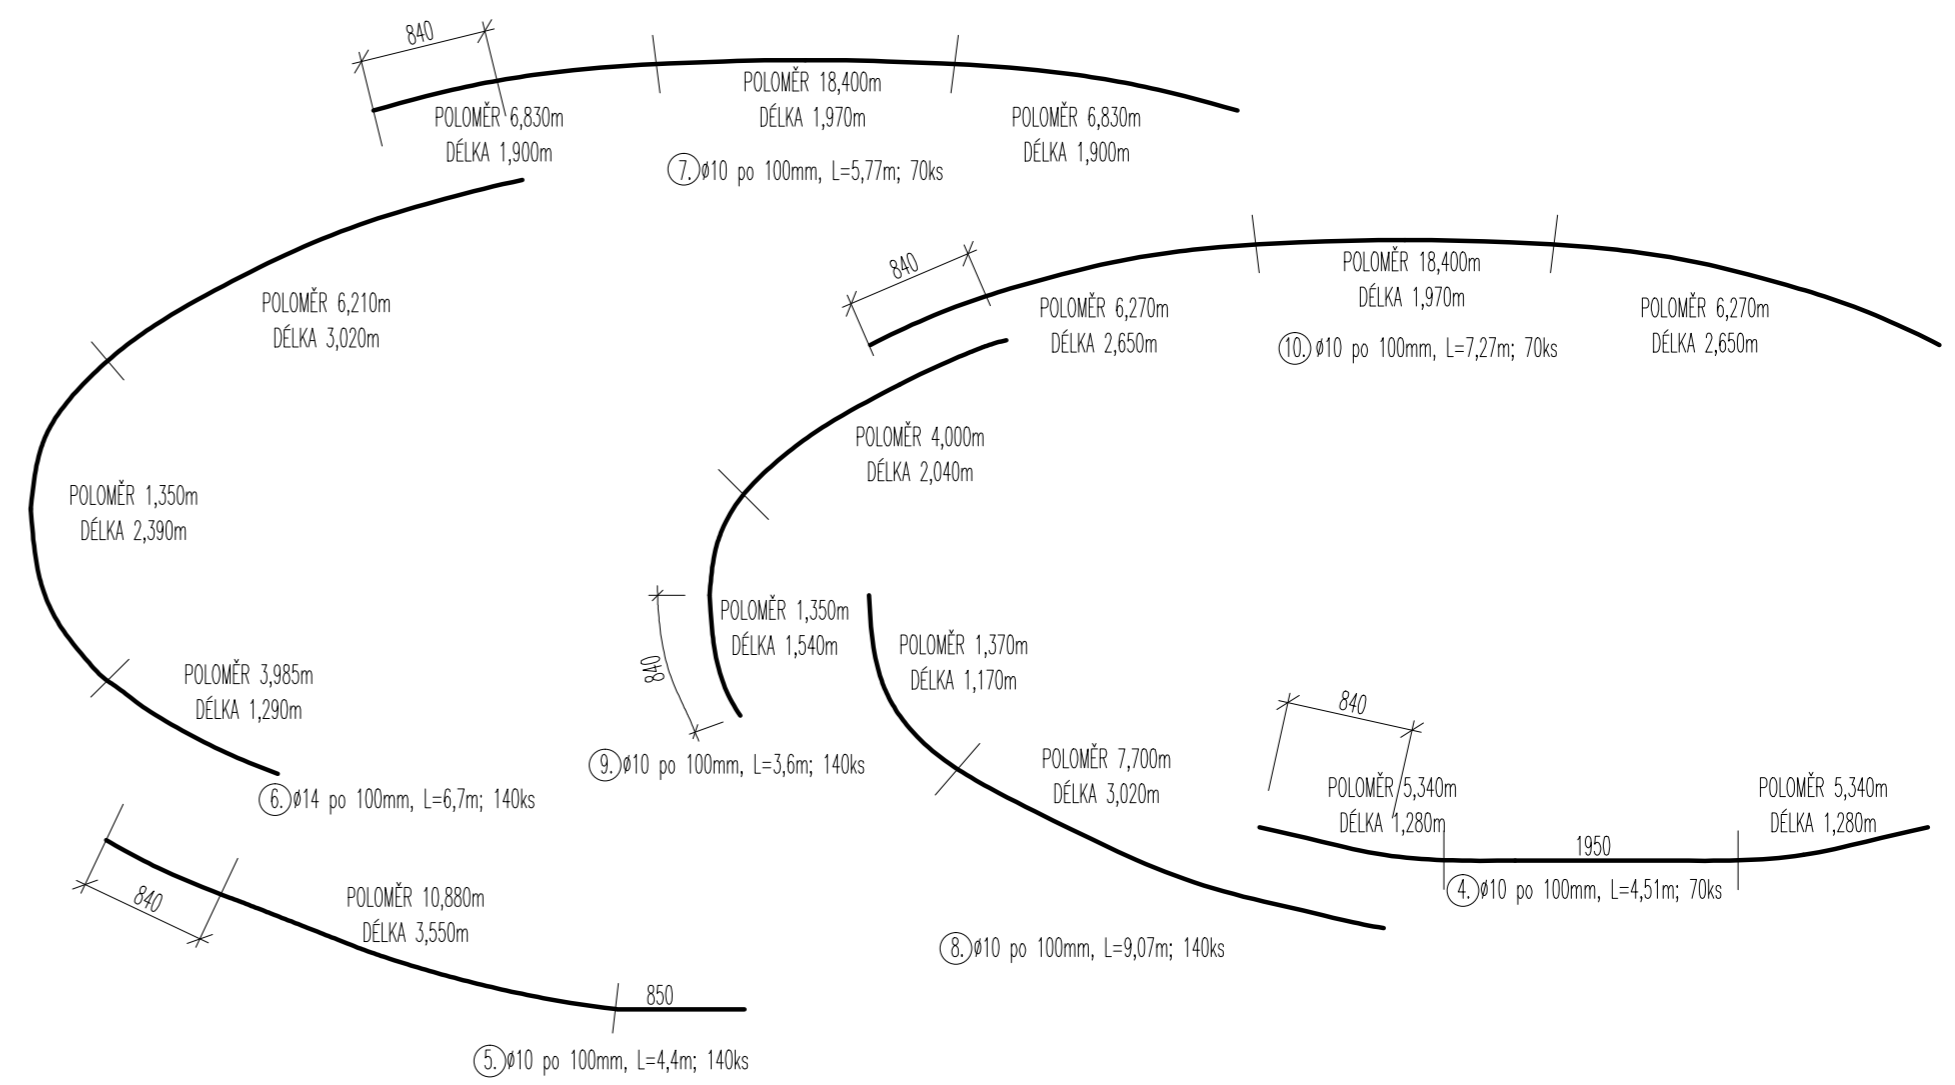 840
POLOMĚR 6,830m
DÉLKA 1,900m
POLOMĚR 18,400m
DÉLKA 1,970m
POLOMĚR 6,830m
DÉLKA 1,900m
7. ø10 po 100mm, L=5,77m; 70ks
POLOMĚR 6,210m
DÉLKA 3,020m
POLOMĚR 1,350m
DÉLKA 2,390m
POLOMĚR 3,985m
DÉLKA 1,290m
6. ø14 po 100mm, L=6,7m; 140ks
840
POLOMĚR 6,270m
DÉLKA 2,650m
POLOMĚR 18,400m
DÉLKA 1,970m
POLOMĚR 6,270m
DÉLKA 2,650m
10. ø10 po 100mm, L=7,27m; 70ks
POLOMĚR 4,000m
DÉLKA 2,040m
POLOMĚR 1,350m
DÉLKA 1,540m
840
9. ø10 po 100mm, L=3,6m; 140ks
POLOMĚR 1,370m
DÉLKA 1,170m
POLOMĚR 7,700m
DÉLKA 3,020m
8. ø10 po 100mm, L=9,07m; 140ks
840
POLOMĚR 5,340m
DÉLKA 1,280m
1950
POLOMĚR 5,340m
DÉLKA 1,280m
4. ø10 po 100mm, L=4,51m; 70ks
840
POLOMĚR 10,880m
DÉLKA 3,550m
850
5. ø10 po 100mm, L=4,4m; 140ks